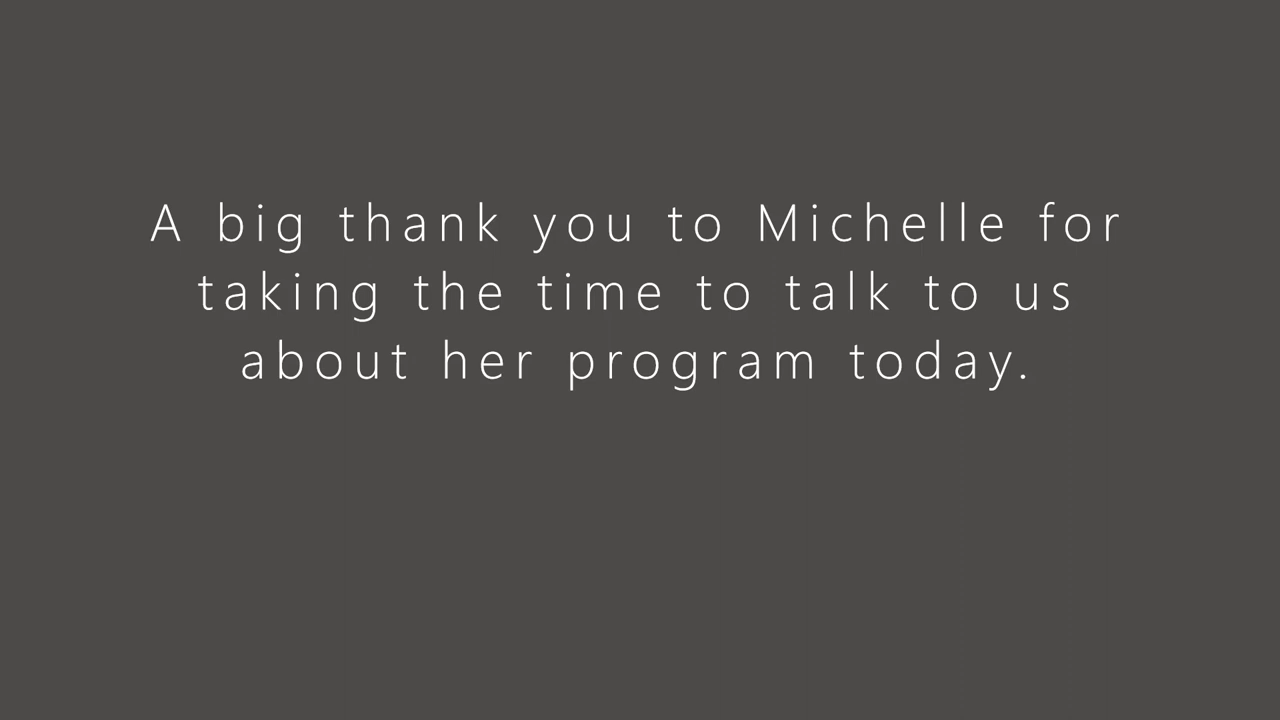 A big thank you to Michelle for
taking the time to talk to us
about her program today.